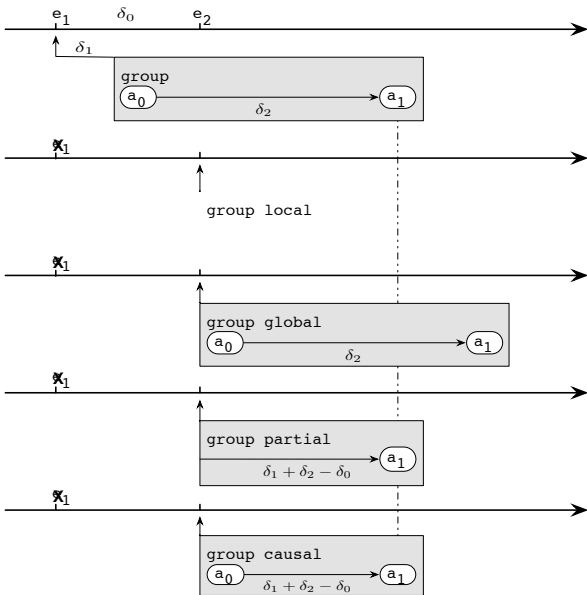 e₁ δ₀ e₂
δ₁
group
a₀ δ₂ a₁
e₁
group local
e₁
group global
a₀ δ₂ a₁
e₁
group partial
δ₁ + δ₂ − δ₀ a₁
e₁
group causal
a₀ δ₁ + δ₂ − δ₀ a₁